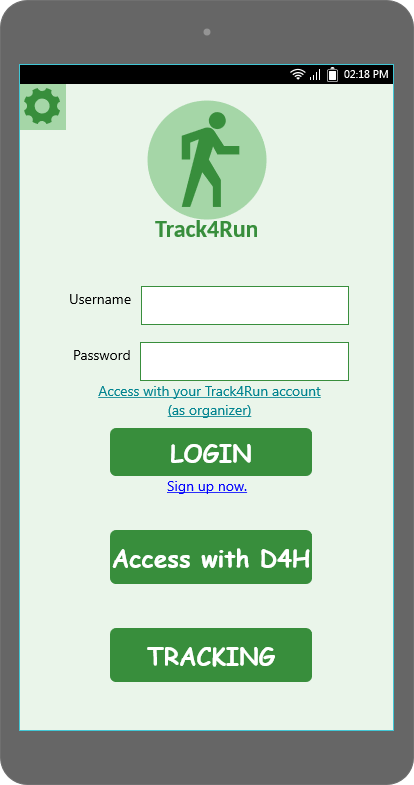 02:18 PM
Track4Run
Username
Password
Access with your Track4Run account
(as organizer)
LOGIN
Sign up now.
Access with D4H
TRACKING